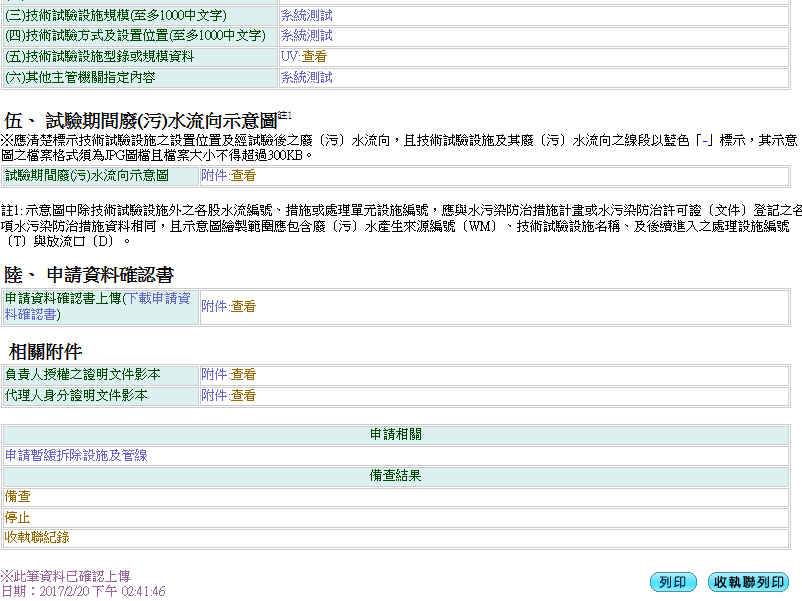 (三)技術試驗設施規模(至多1000中文字) 系統測試
(四)技術試驗方式及設置位置(至多1000中文字) 系統測試
(五)技術試驗設施型錄或規模資料 UV:查看
(六)其他主管機關指定內容 系統測試
伍、 試驗期間廢(污)水流向示意圖註1
※應清楚標示技術試驗設施之設置位置及經試驗後之廢〔污〕水流向，且技術試驗設施及其廢〔污〕水流向之線段以藍色「-」標示，其示意
圖之檔案格式須為JPG圖檔且檔案大小不得超過300KB。
試驗期間廢(污)水流向示意圖 附件:查看
註1: 示意圖中除技術試驗設施外之各股水流編號、措施或處理單元設施編號，應與水污染防治措施計畫或水污染防治許可證〔文件〕登記之各
項水污染防治措施資料相同，且示意圖繪製範圍應包含廢〔污〕水產生來源編號〔WM〕、技術試驗設施名稱、及後續進入之處理設施編號
〔T〕與放流口〔D〕。
陸、 申請資料確認書
申請資料確認書上傳(下載申請資
料確認書) 附件:查看
相關附件
負責人授權之證明文件影本 附件:查看
代理人身分證明文件影本 附件:查看
申請相關
申請暫緩拆除設施及管線
備查結果
備查
停止
收執聯紀錄
※此筆資料已確認上傳
日期：2017/2/20 下午 02:41:46
列印 收執聯列印